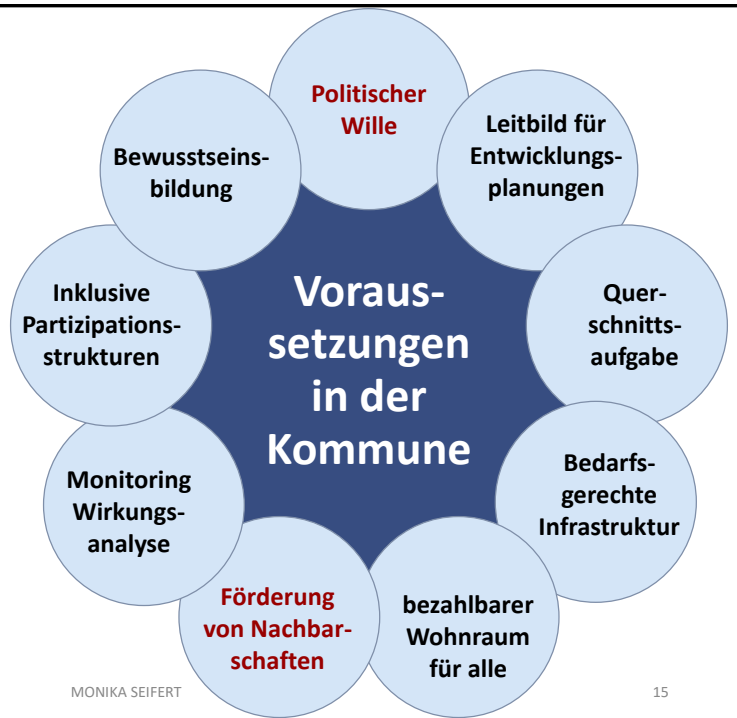 Politischer
Wille
Leitbild für
Entwicklungs-
planungen
Quer-
schnitts-
aufgabe
Bedarfs-
gerechte
Infrastruktur
bezahlbarer
Wohnraum
für alle
Förderung
von Nachbar-
schaften
Monitoring
Wirkungs-
analyse
Inklusive
Partizipations-
strukturen
Bewusstseins-
bildung
Voraus-
setzungen
in der
Kommune
MONIKA SEIFERT
15